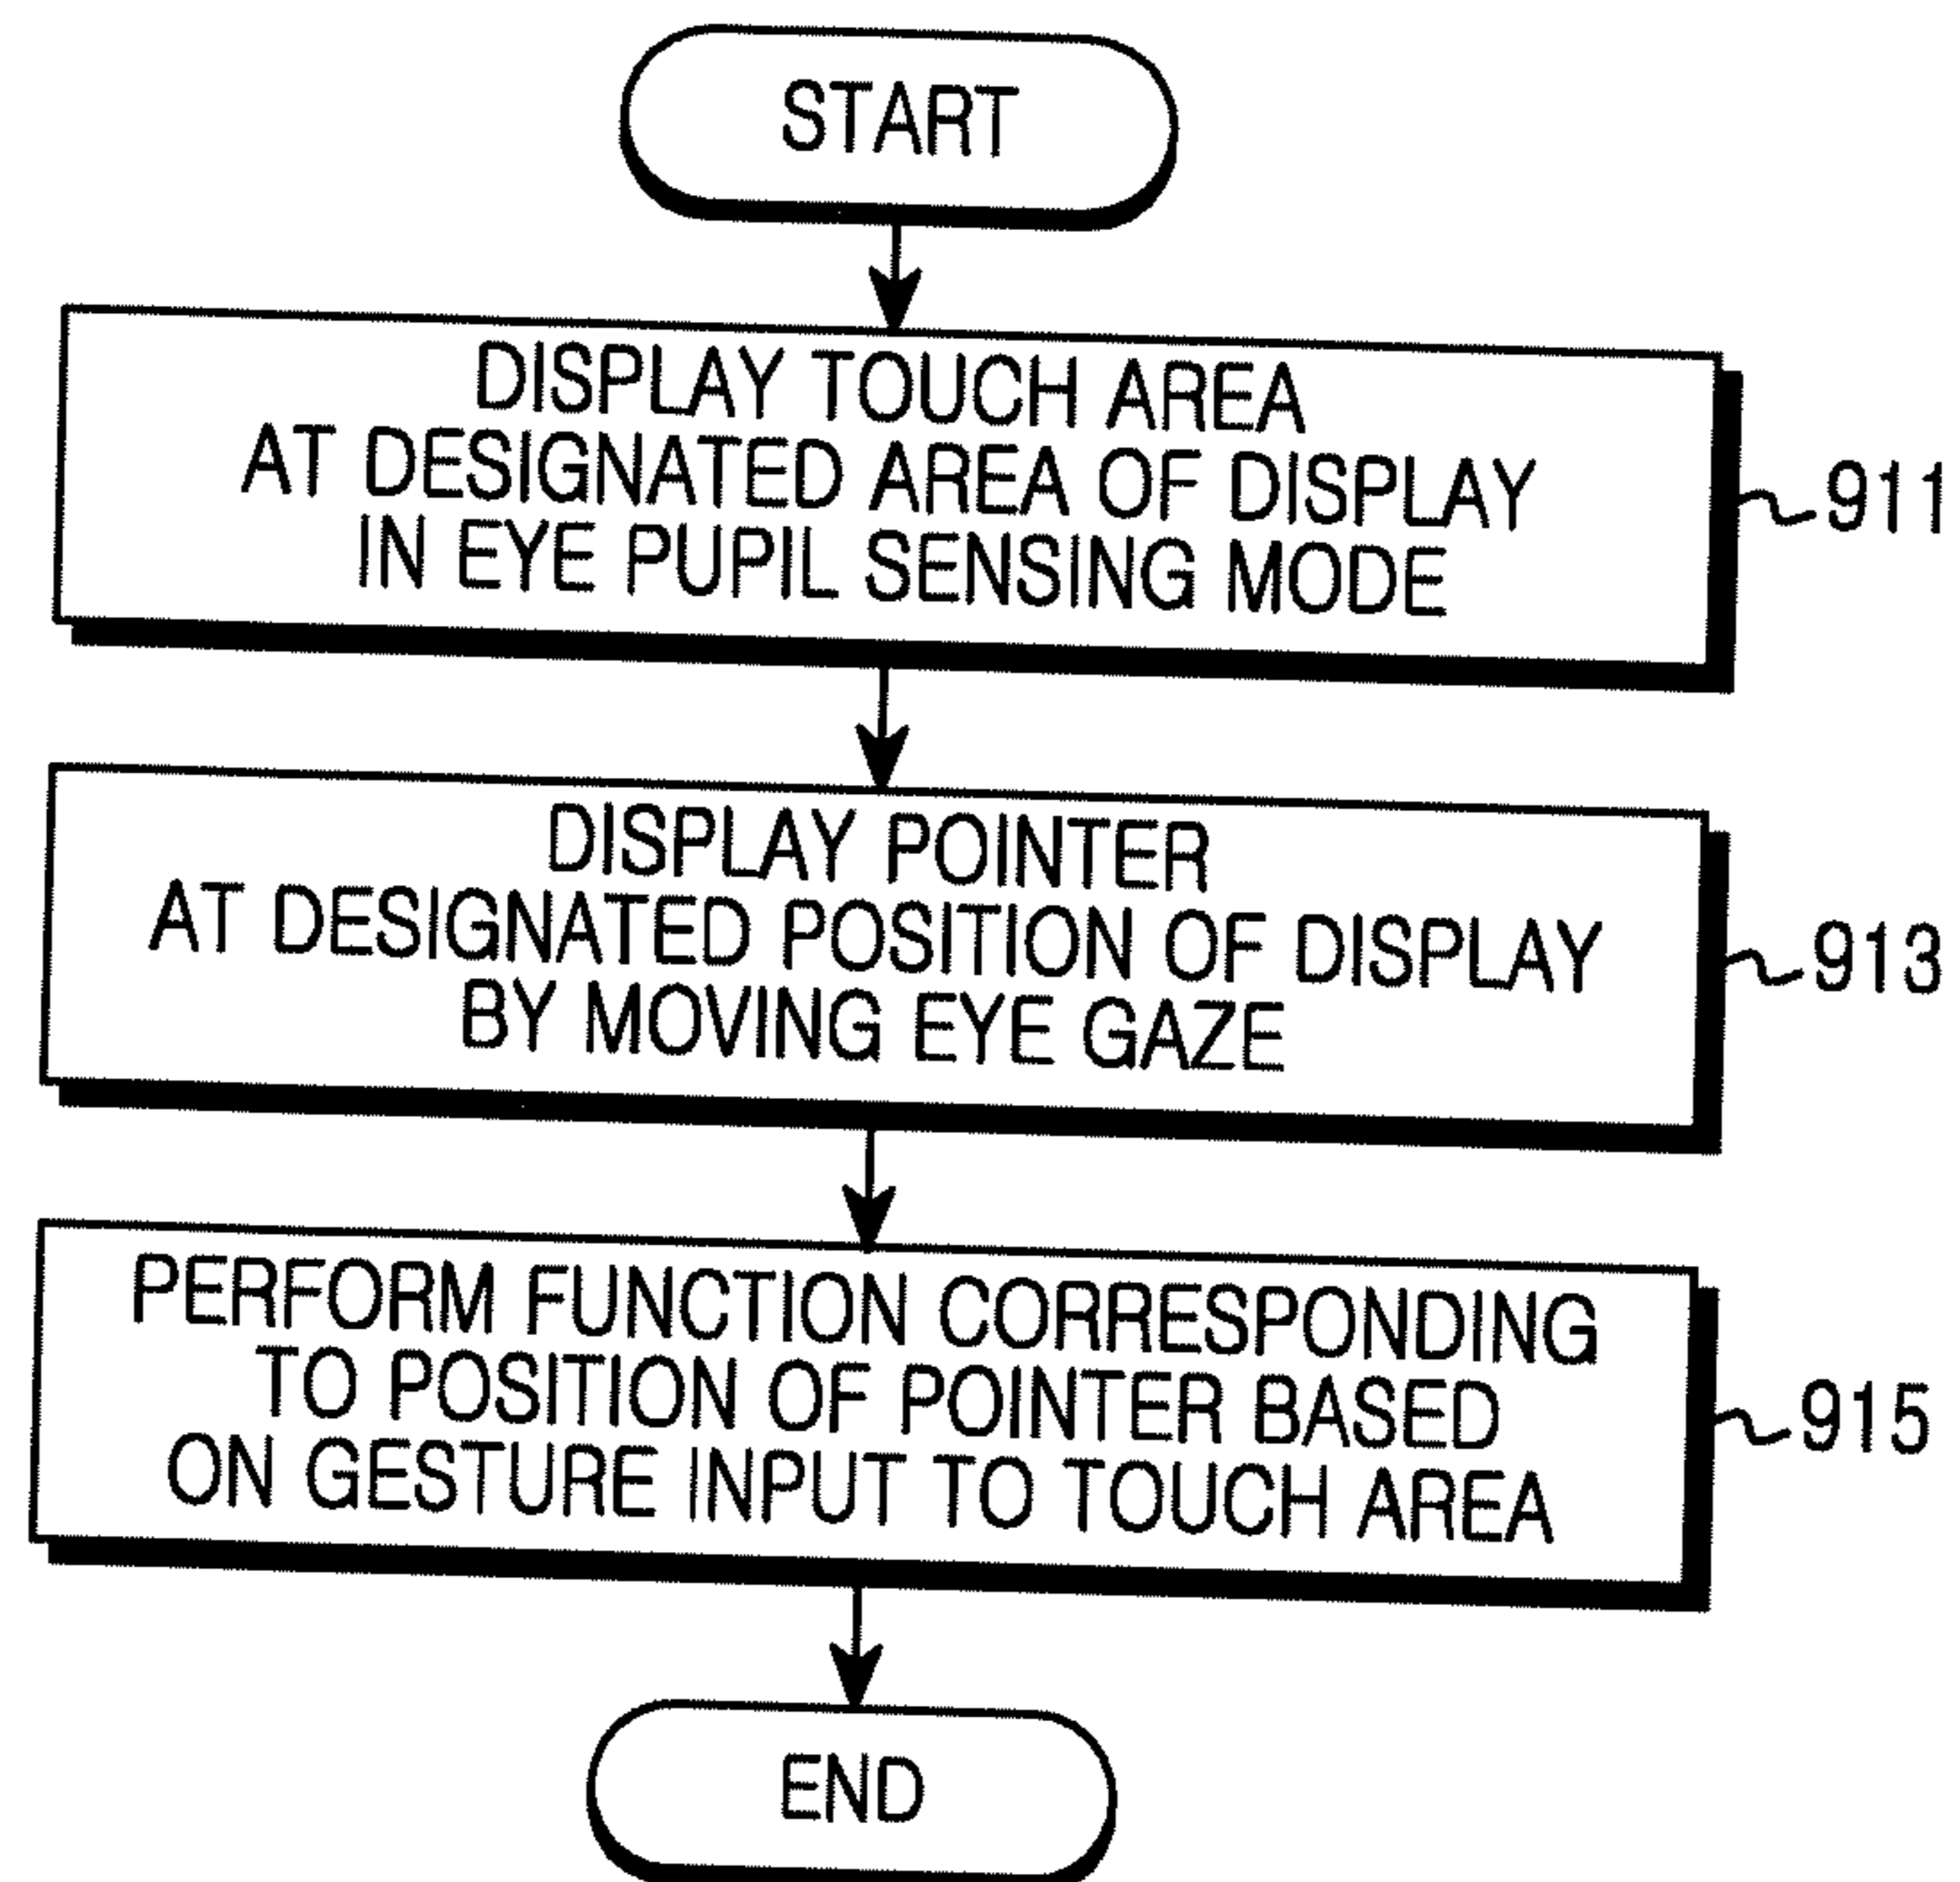 START
DISPLAY TOUCH AREA
AT DESIGNATED AREA OF DISPLAY
IN EYE PUPIL SENSING MODE
911
DISPLAY POINTER
AT DESIGNATED POSITION OF DISPLAY
BY MOVING EYE GAZE
913
PERFORM FUNCTION CORRESPONDING
TO POSITION OF POINTER BASED
ON GESTURE INPUT TO TOUCH AREA
915
END